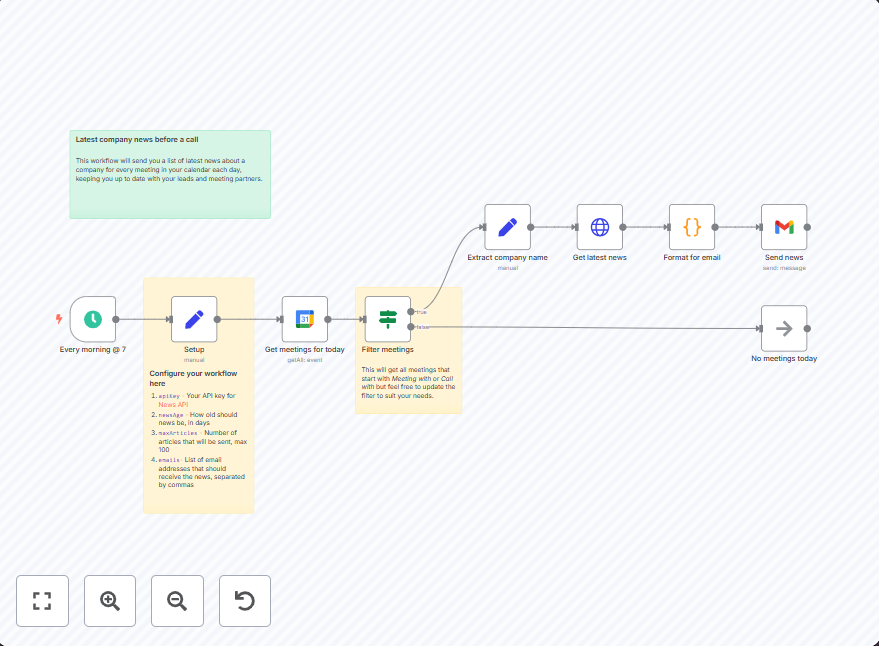 Latest company news before a call
This workflow will send you a list of latest news about a
company for every meeting in your calendar each day,
keeping you up to date with your leads and meeting partners.
Extract company name
manual
Get latest news
Format for email
Send news
send: message
Every morning @ 7
Setup
manual
31
Get meetings for today
getAll: event
true
false
Filter meetings
No meetings today
Configure your workflow
here
1. apiKey - Your API key for
News API
2. newsAge - How old should
news be, in days
3. maxArticles - Number of
articles that will be sent, max
100
4. emails - List of email
addresses that should
receive the news, separated
by commas
This will get all meetings that
start with Meeting with or Call
with but feel free to update the
filter to suit your needs.